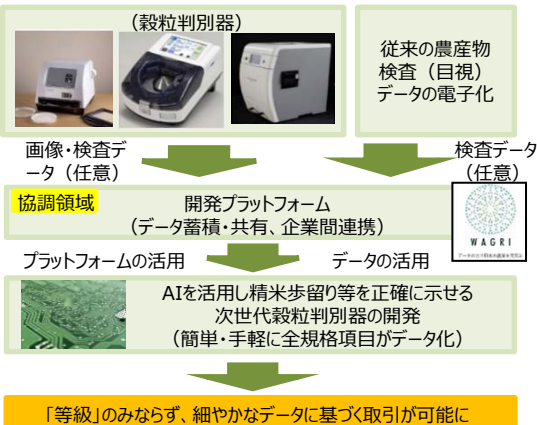 （穀粒判別器）
従来の農産物
検査（目視）
データの電子化
画像・検査デ
ータ（任意）
検査データ
（任意）
協調領域
開発プラットフォーム
（データ蓄積・共有、企業間連携）
WAGRI
プラットフォームの活用
データの活用
AIを活用し精米歩留り等を正確に示せる
次世代穀粒判別器の開発
（簡単・手軽に全規格項目がデータ化）
「等級」のみならず、細やかなデータに基づく取引が可能に